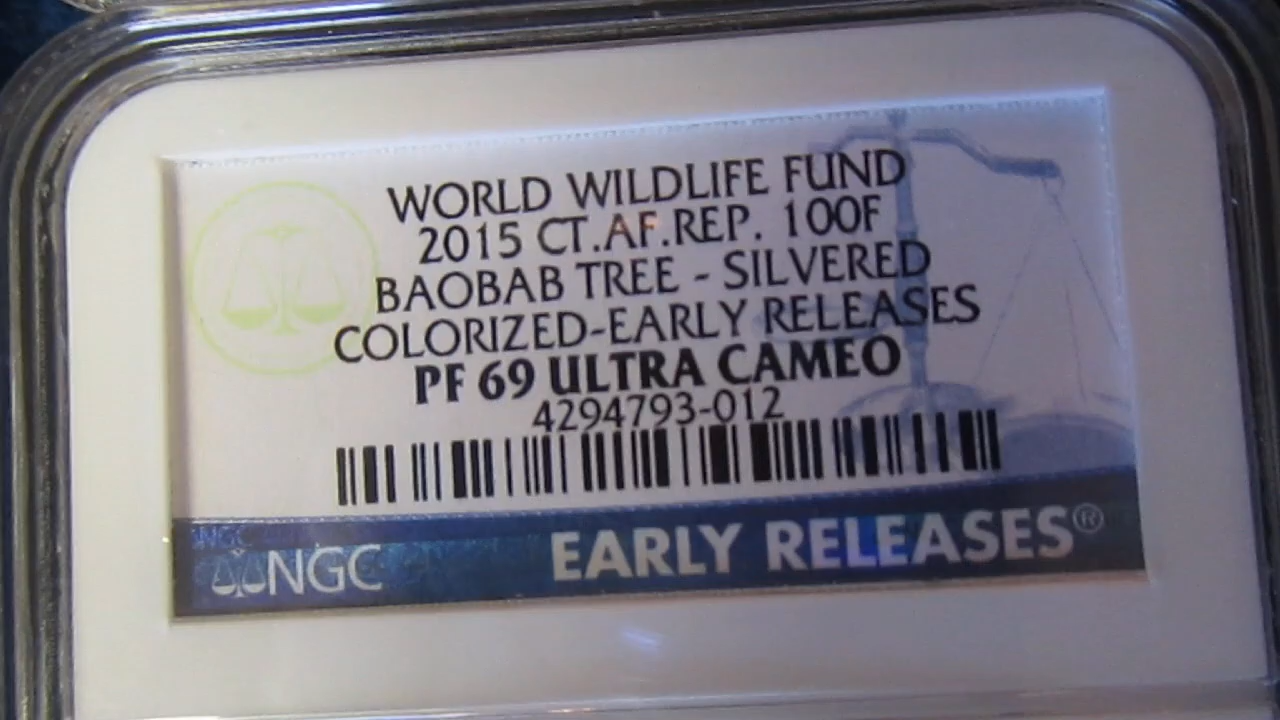 WORLD WILDLIFE FUND
2015 CT.AF.REP. 100F
BAOBAB TREE - SILVERED
COLORIZED-EARLY RELEASES
PF 69 ULTRA CAMEO
4294793-012
NGC EARLY RELEASES®